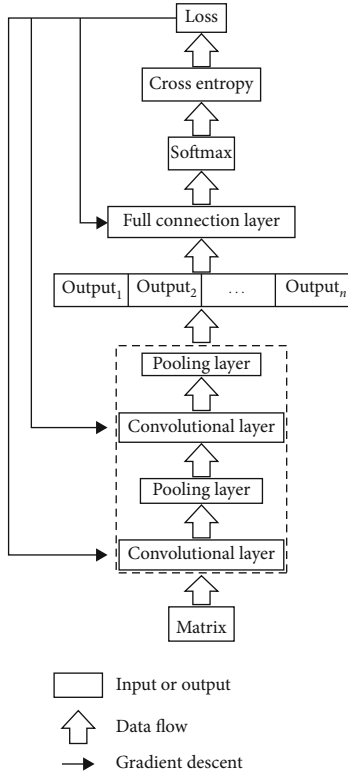 Loss
Cross entropy
Softmax
Full connection layer
Output₁ Output₂ ... Outputₙ
Pooling layer
Convolutional layer
Pooling layer
Convolutional layer
Matrix
Input or output
Data flow
Gradient descent